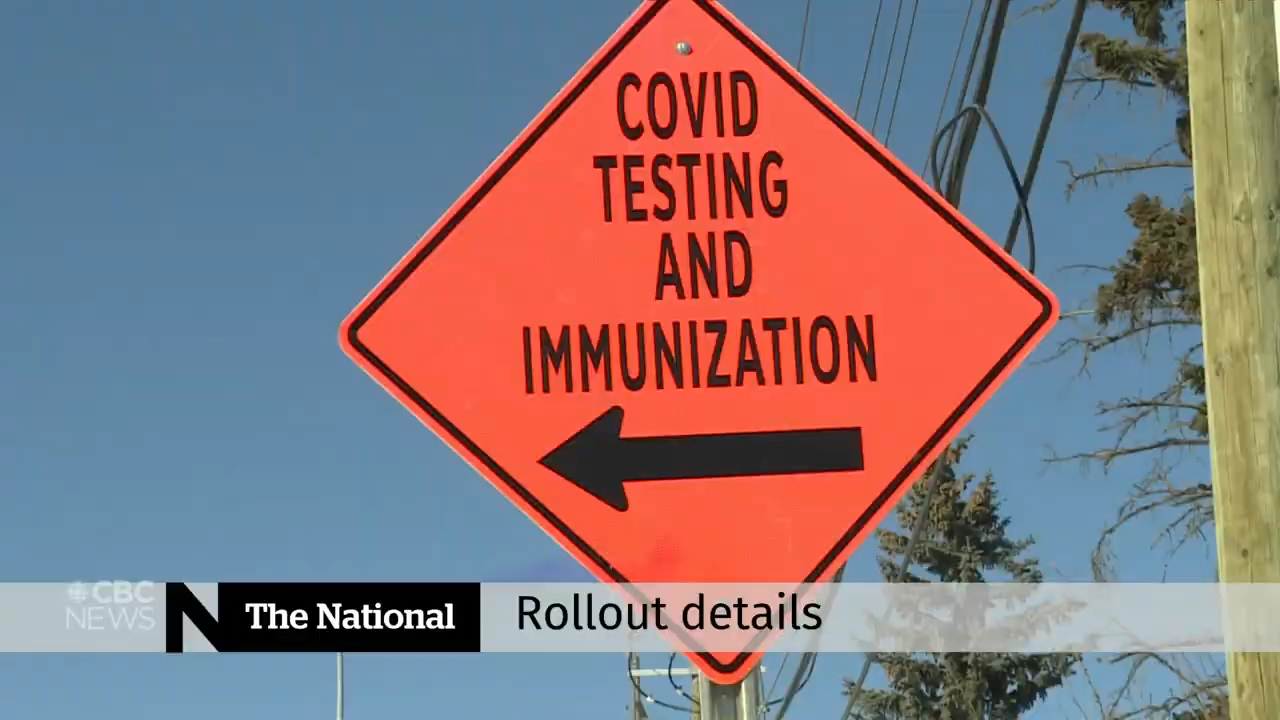 COVID
TESTING
AND
IMMUNIZATION
CBC
NEWS
N
The National
Rollout details